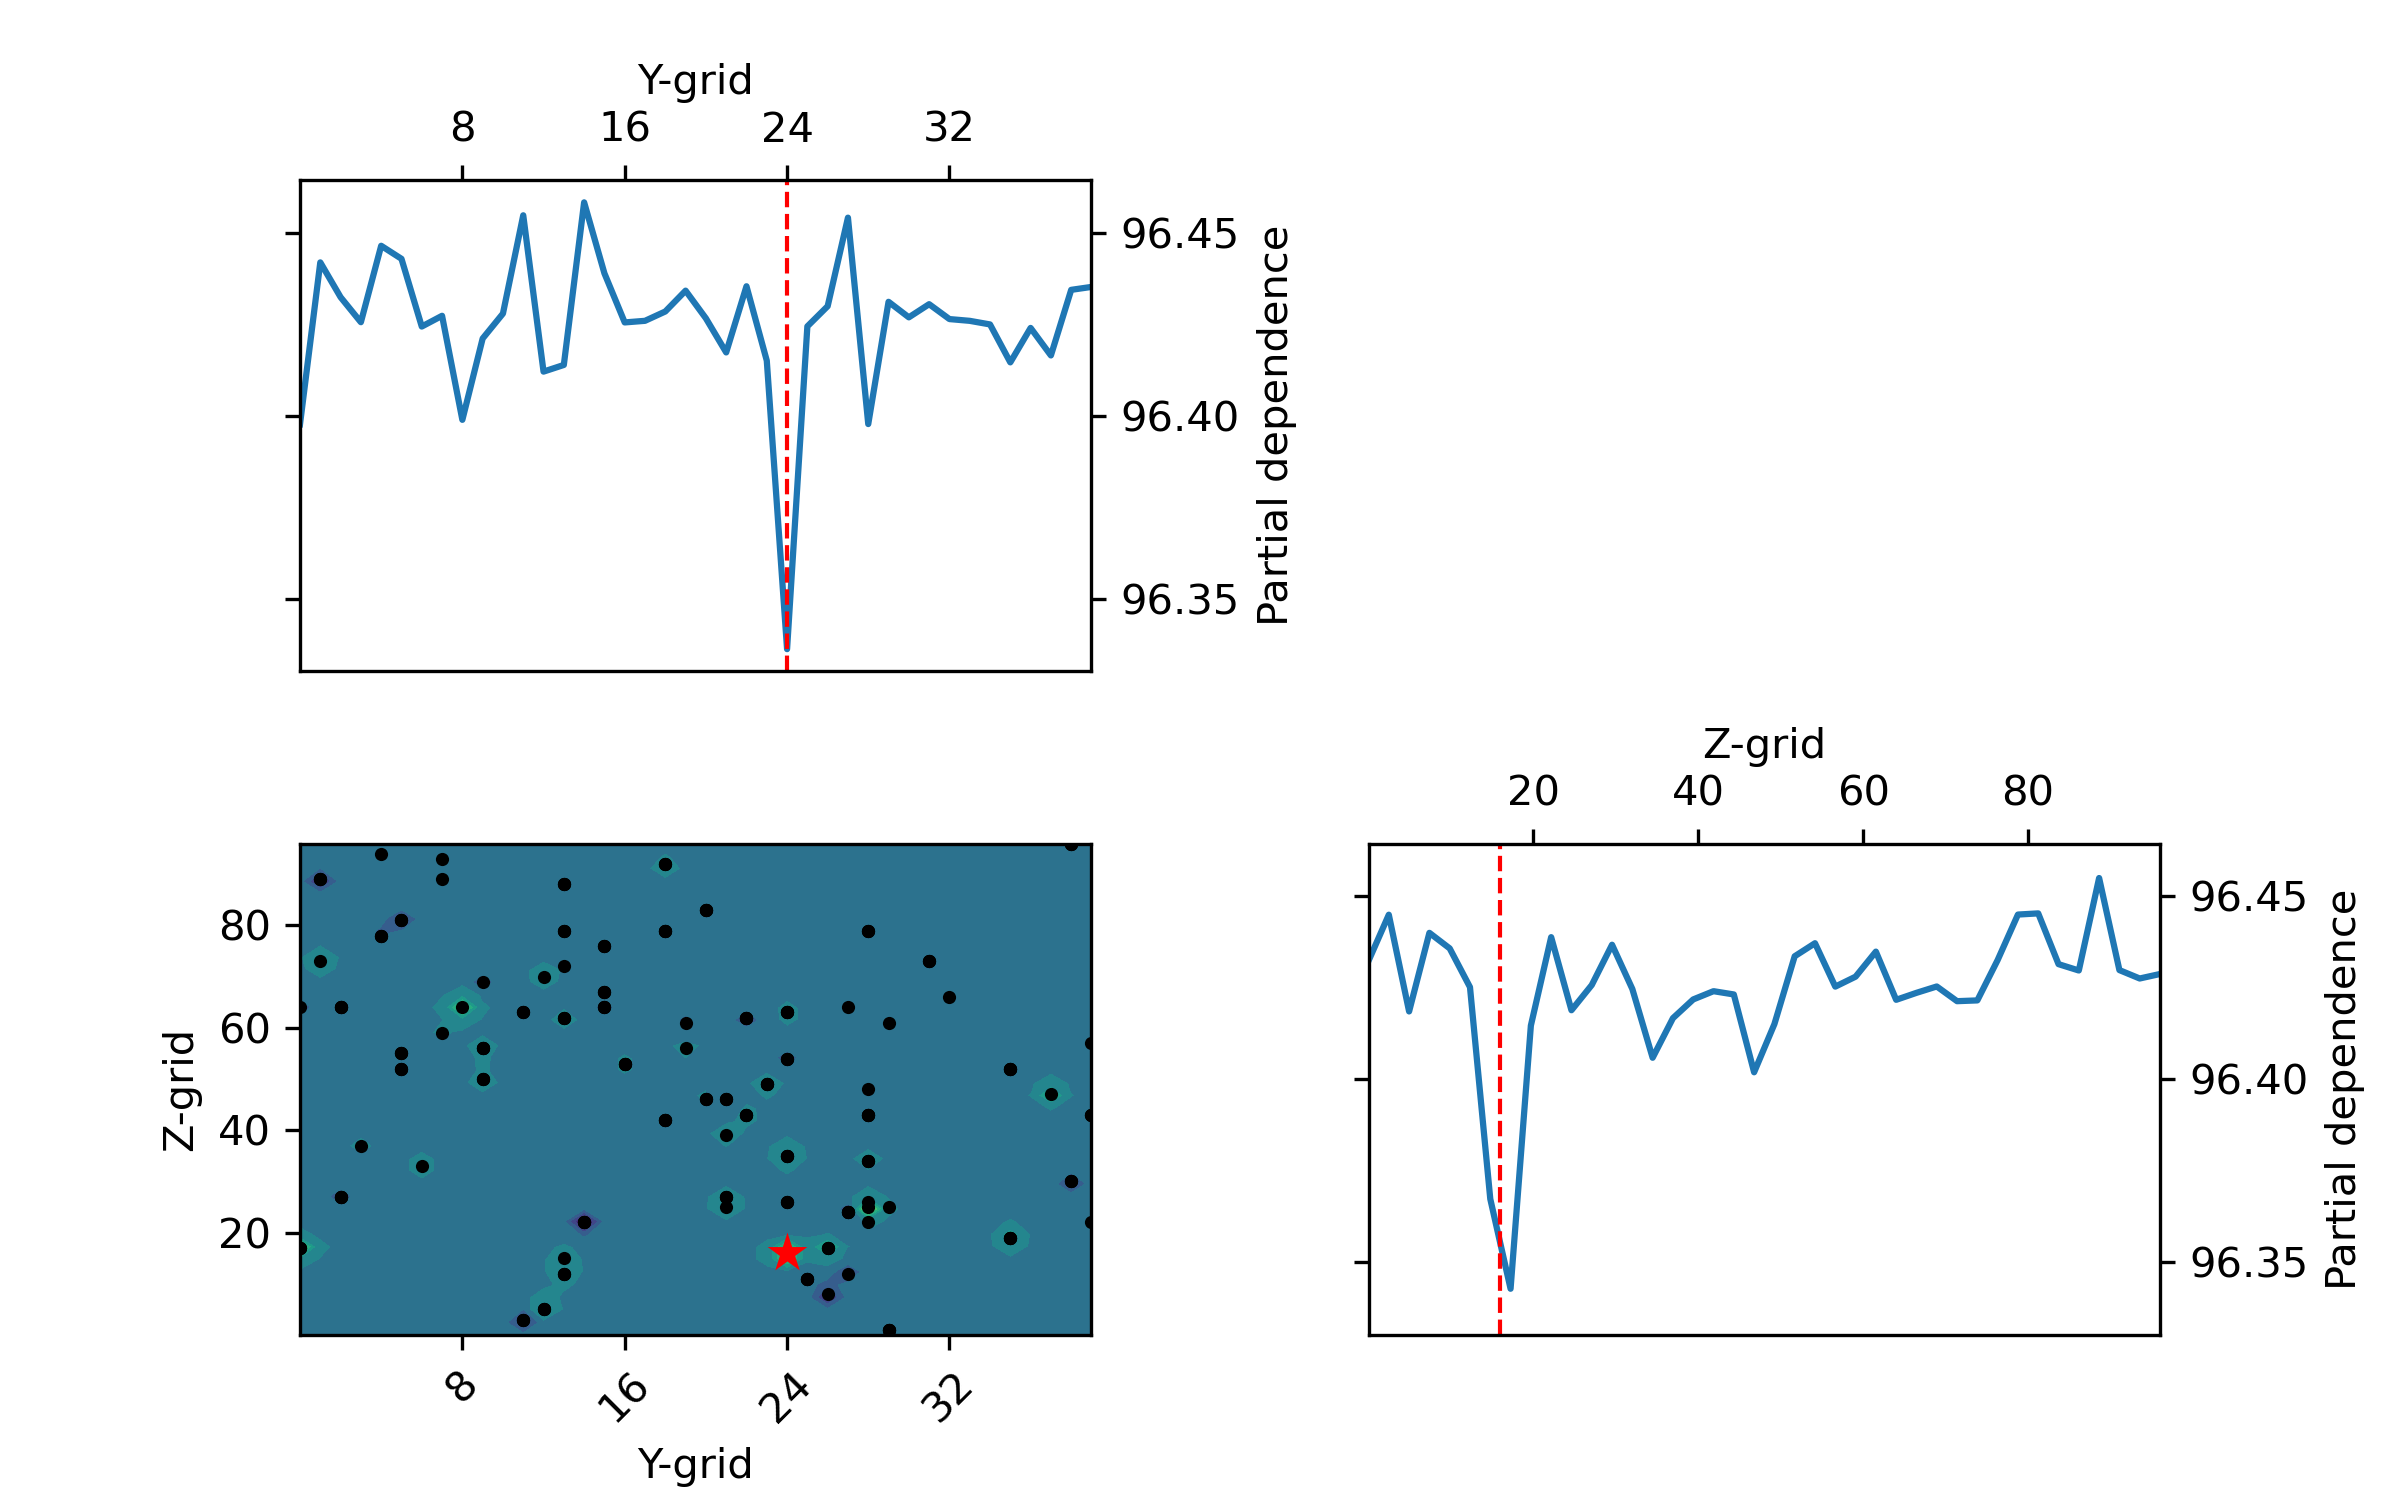 Y-grid
8 16 24 32
96.45
96.40
96.35
Partial dependence
Z-grid
20 40 60 80
96.45
96.40
96.35
Partial dependence
80
60
40
20
Z-grid
8 16 24 32
Y-grid